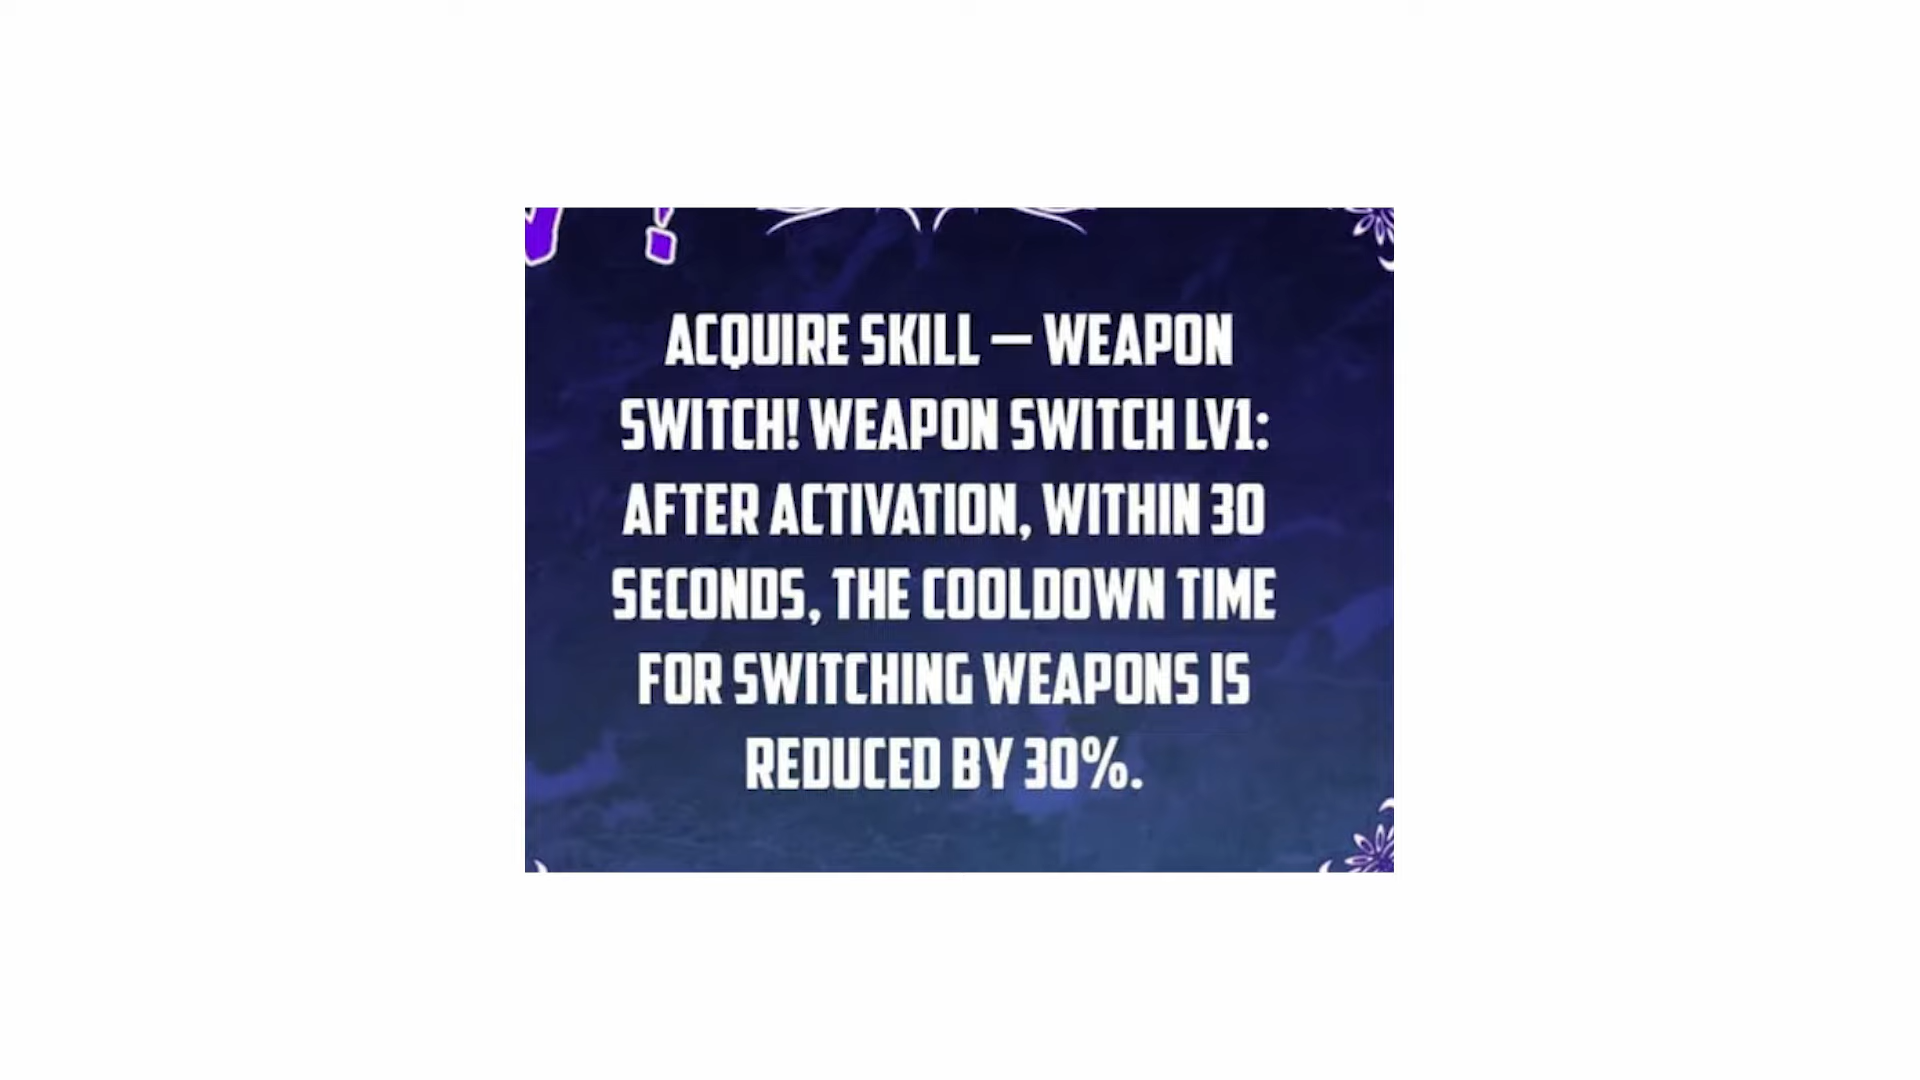 ACQUIRE SKILL — WEAPON
SWITCH! WEAPON SWITCH LV1:
AFTER ACTIVATION, WITHIN 30
SECONDS, THE COOLDOWN TIME
FOR SWITCHING WEAPONS IS
REDUCED BY 30%.